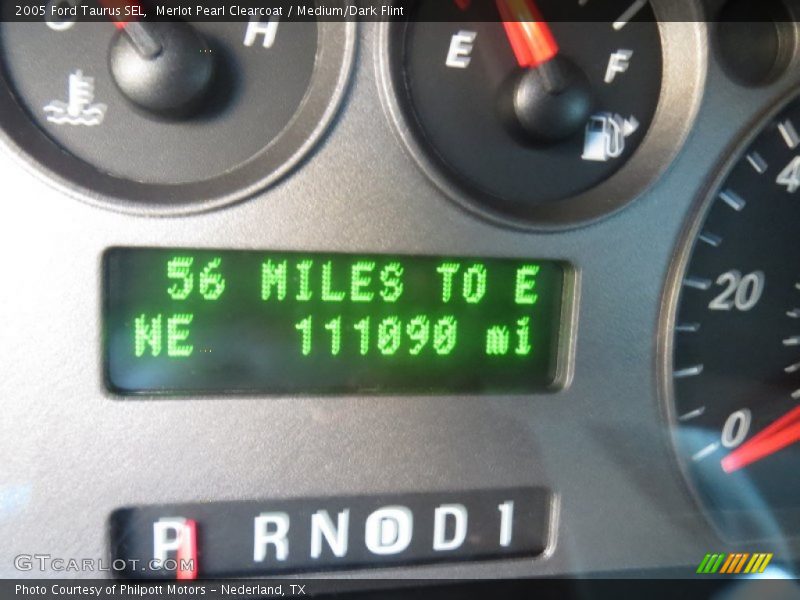 2005 Ford Taurus SEL,  Merlot Pearl Clearcoat / Medium/Dark Flint
H
E
F
40
20
0
56 MILES TO E
NE 111090 mi
P R N D D 1
GTcarlot.com
Photo Courtesy of Philpott Motors - Nederland, TX